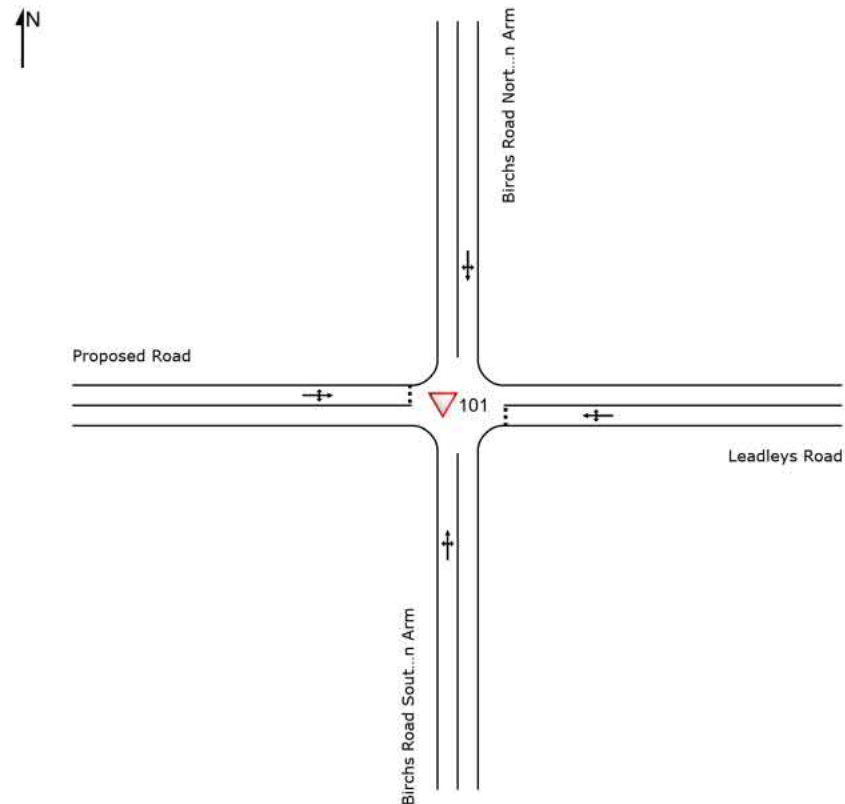 N
Birchs Road Nort...n Arm
Proposed Road
101
Leadleys Road
Birchs Road Sout...n Arm